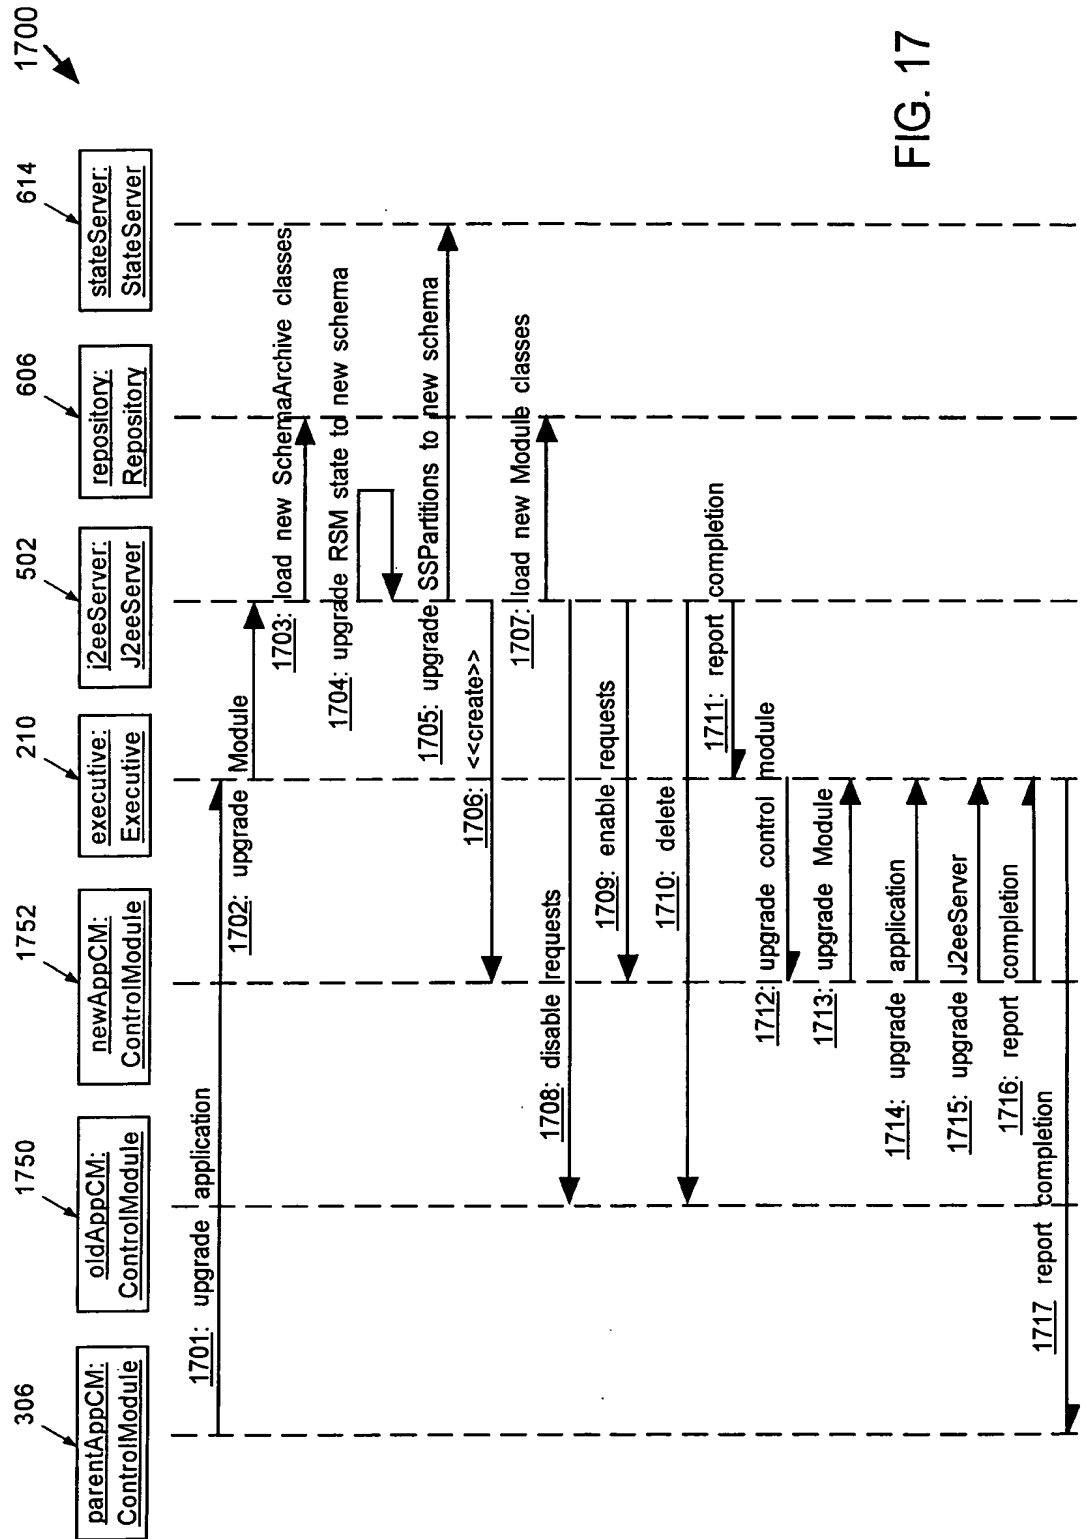 1700
306
1750
1752
210
502
606
614
parentAppCM:
ControlModule
oldAppCM:
ControlModule
newAppCM:
ControlModule
executive:
Executive
j2eeServer:
J2eeServer
repository:
Repository
stateServer:
StateServer
1701: upgrade application
1702: upgrade Module
1703: load new SchemaArchive classes
1704: upgrade RSM state to new schema
1705: upgrade SSPartitions to new schema
1706: <<create>>
1707: load new Module classes
1708: disable requests
1709: enable requests
1710: delete
1711: report completion
1712: upgrade control module
1713: upgrade Module
1714: upgrade application
1715: upgrade J2eeServer
1716: report completion
1717 report completion
FIG. 17